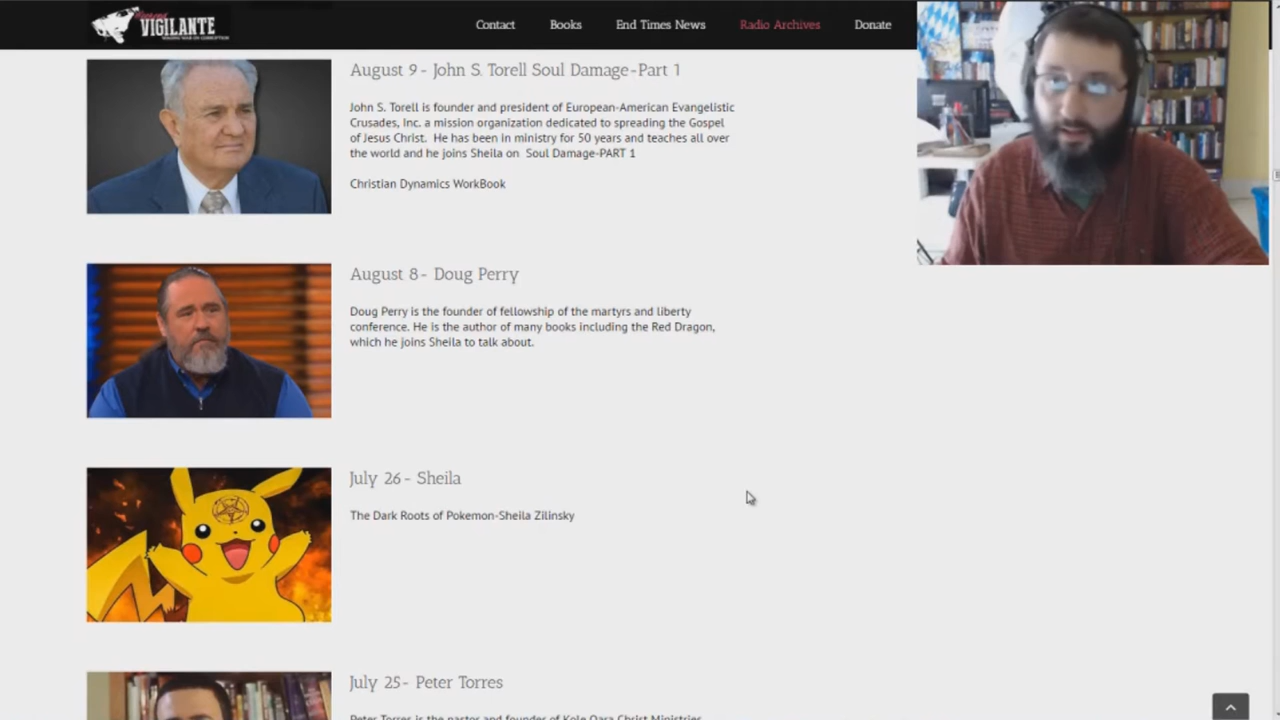 Weekend
VIGILANTE
WAGING WAR ON CORRUPTION
Contact
Books
End Times News
Radio Archives
Donate
August 9- John S. Torell Soul Damage-Part 1
John S. Torell is founder and president of European-American Evangelistic
Crusades, Inc. a mission organization dedicated to spreading the Gospel
of Jesus Christ. He has been in ministry for 50 years and teaches all over
the world and he joins Sheila on Soul Damage-PART 1
Christian Dynamics WorkBook
August 8- Doug Perry
Doug Perry is the founder of fellowship of the martyrs and liberty
conference. He is the author of many books including the Red Dragon,
which he joins Sheila to talk about.
July 26- Sheila
The Dark Roots of Pokemon-Sheila Zilinsky
July 25- Peter Torres
Peter Torres is the pastor and founder of Kole Qara Christ Ministries